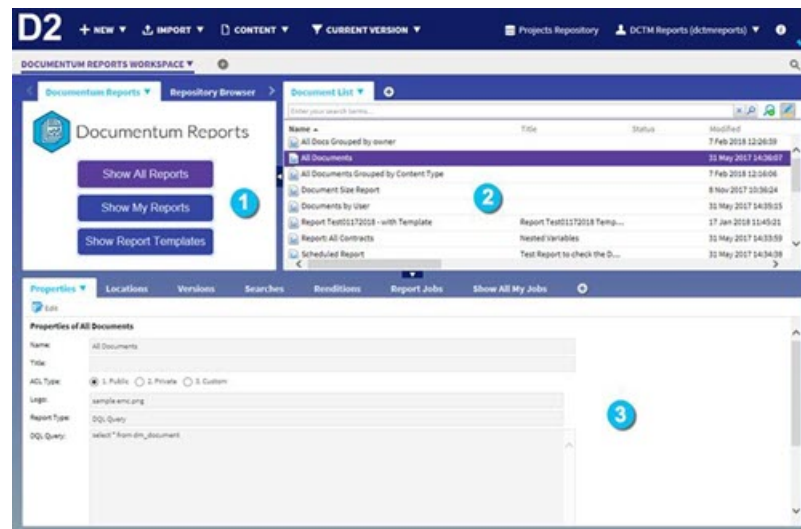 D2 + NEW ▼ IMPORT ▼ CONTENT ▼ CURRENT VERSION ▼ Projects Repository DCTM Reports (dctmreports) ▼
DOCUMENTUM REPORTS WORKSPACE ▼
Documentum Reports ▼ Repository Browser
Documentum Reports
Show All Reports
Show My Reports
Show Report Templates
1
Document List ▼
Enter your search terms...
Name Title Status Modified
All Docs Grouped by owner 7 Feb 2018 12:26:59
All Documents 31 May 2017 14:36:07
All Documents Grouped by Content Type 7 Feb 2018 12:16:06
Document Size Report 8 Nov 2017 10:36:24
Documents by User 31 May 2017 14:35:15
Report Test01172018 - with Template Report Test01172018 Temp... 17 Jan 2018 11:45:21
Report: All Contracts Nested Variables 31 May 2017 14:33:59
Scheduled Report Test Report to check the D... 31 May 2017 14:34:38
2
Properties ▼ Locations Versions Searches Renditions Report Jobs Show All My Jobs
Edit
Properties of All Documents
Name: All Documents
Title:
ACL Type: 1. Public 2. Private 3. Custom
Logo: sample emc.png
Report Type: DQL Query
DQL Query: select * from dm_document
3